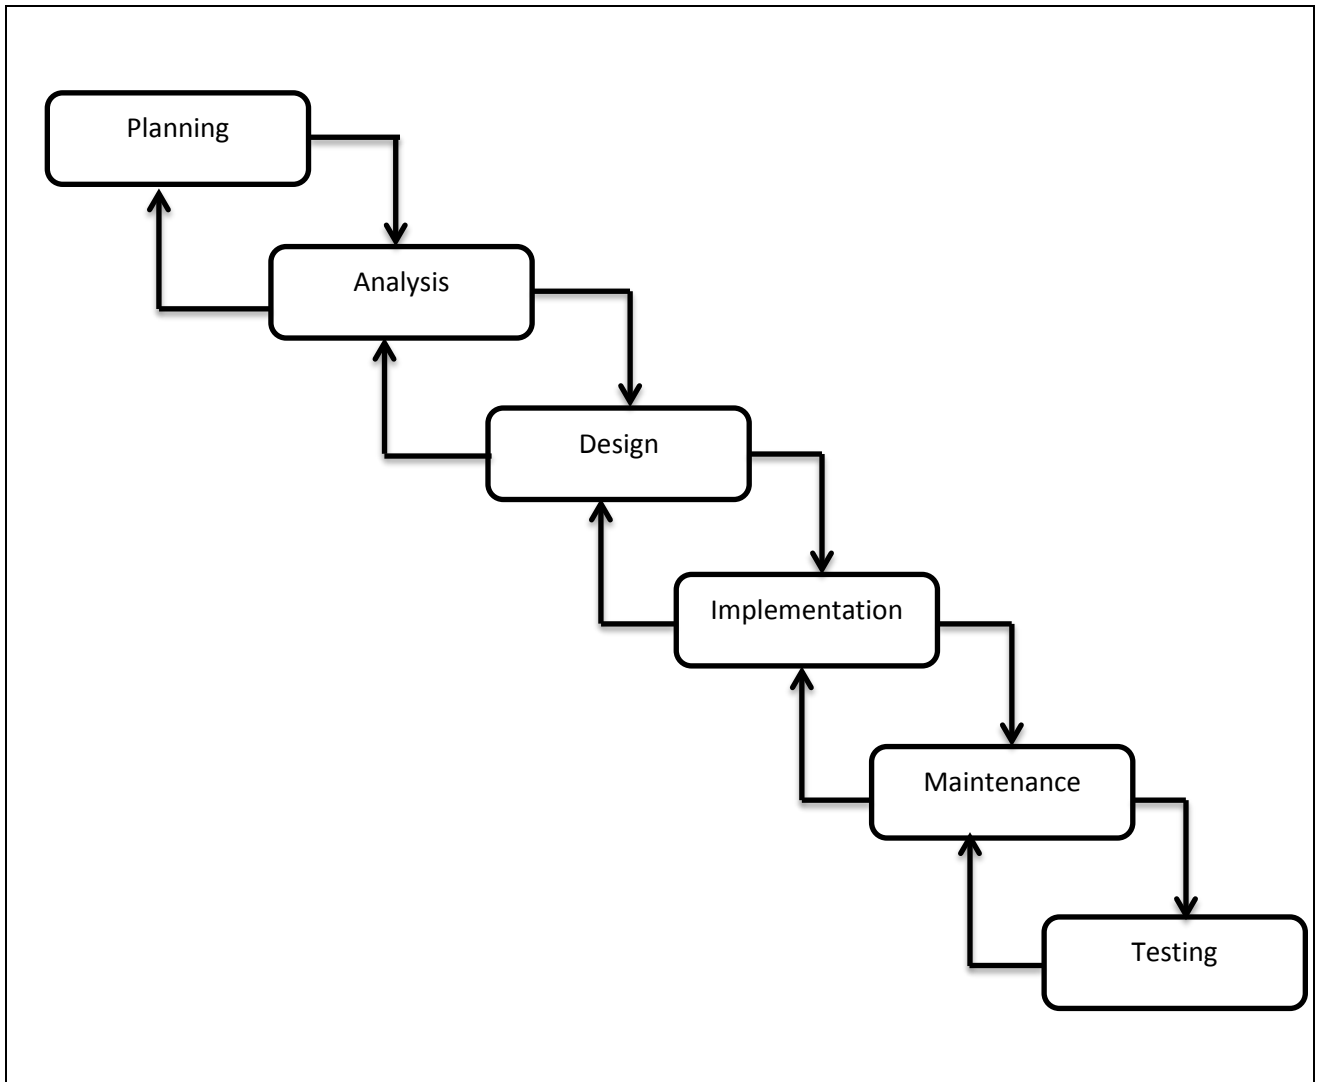 Planning
Analysis
Design
Implementation
Maintenance
Testing